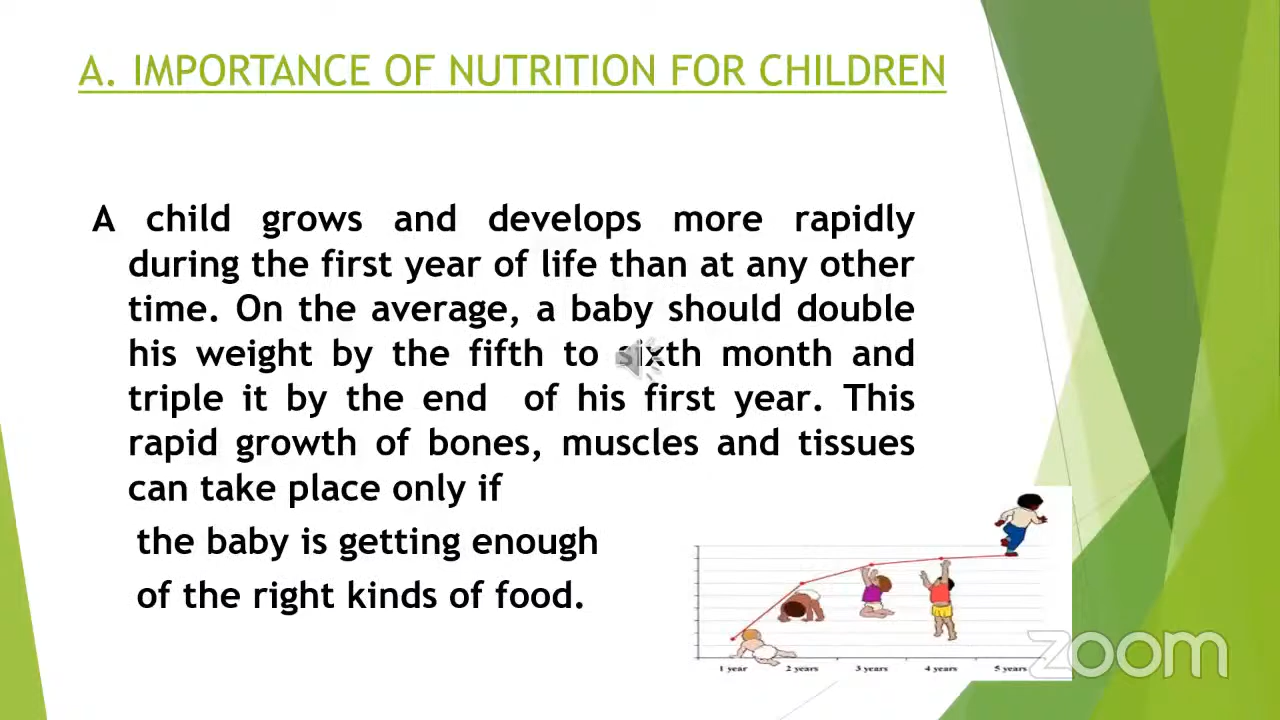 A. IMPORTANCE OF NUTRITION FOR CHILDREN
A child grows and develops more rapidly
during the first year of life than at any other
time. On the average, a baby should double
his weight by the fifth to sixth month and
triple it by the end of his first year. This
rapid growth of bones, muscles and tissues
can take place only if
the baby is getting enough
of the right kinds of food.
1 year 2 years 3 years 4 years 5 years
zoom